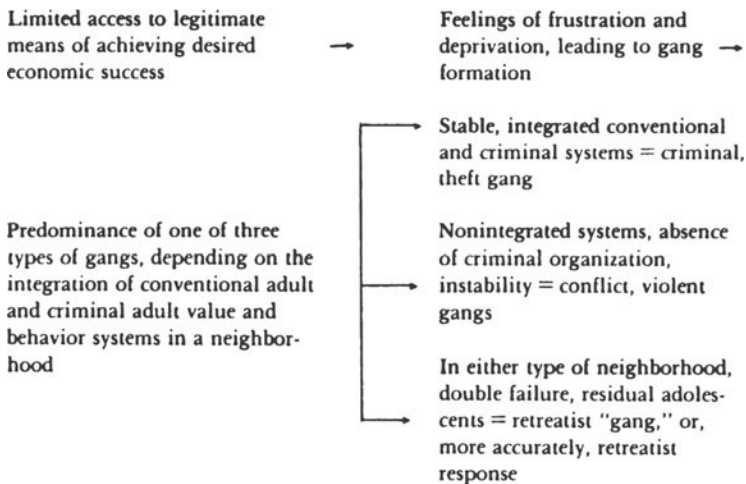 Limited access to legitimate
means of achieving desired →
economic success
Feelings of frustration and
deprivation, leading to gang →
formation
Predominance of one of three
types of gangs, depending on the
integration of conventional adult
and criminal adult value and
behavior systems in a neighbor-
hood
Stable, integrated conventional
and criminal systems = criminal,
theft gang
Nonintegrated systems, absence
of criminal organization,
instability = conflict, violent
gangs
In either type of neighborhood,
double failure, residual adoles-
cents = retreatist "gang," or,
more accurately, retreatist
response